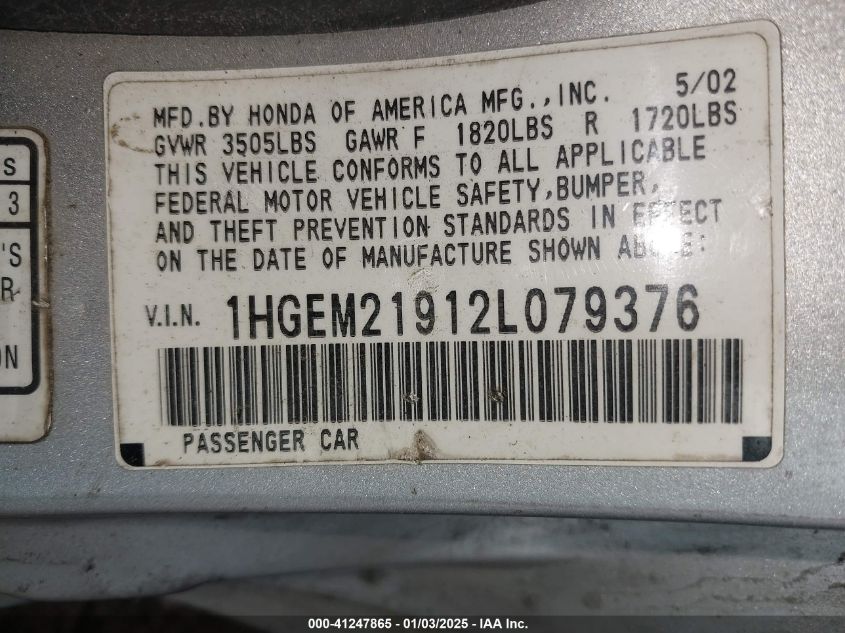 MFD.BY HONDA OF AMERICA MFG.,INC. 5/02
GVWR 3505LBS GAWR F 1820LBS R 1720LBS
THIS VEHICLE CONFORMS TO ALL APPLICABLE
FEDERAL MOTOR VEHICLE SAFETY,BUMPER,
AND THEFT PREVENTION STANDARDS IN EFFECT
ON THE DATE OF MANUFACTURE SHOWN ABOVE:
V.I.N. 1HGEM21912L079376
PASSENGER CAR
S
3
'S
R
ON
000-41247865 - 01/03/2025 - IAA Inc.